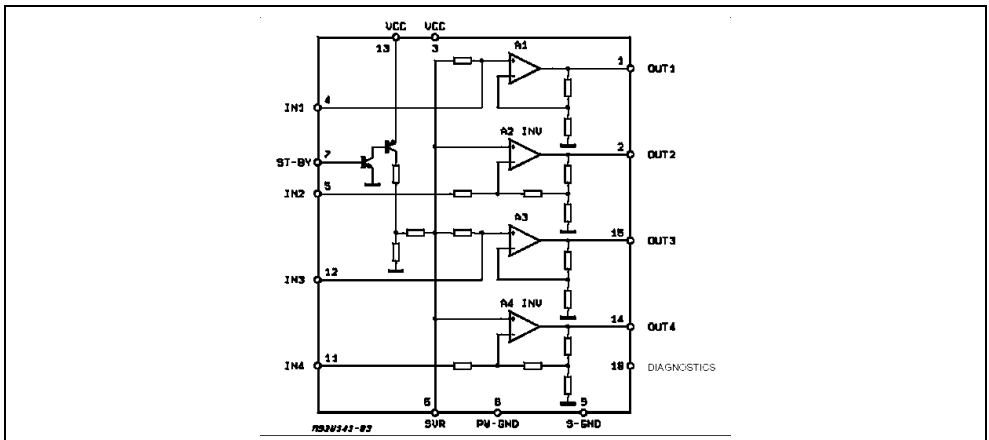 VCC VCC
13 3
A1
1 OUT1
IN1 4
A2 INV
ST-BY 7
2 OUT2
IN2 5
A3
15 OUT3
IN3 12
A4 INV
14 OUT4
IN4 11
DIAGNOSTICS
6 8 9
SVR PW-GND S-GND